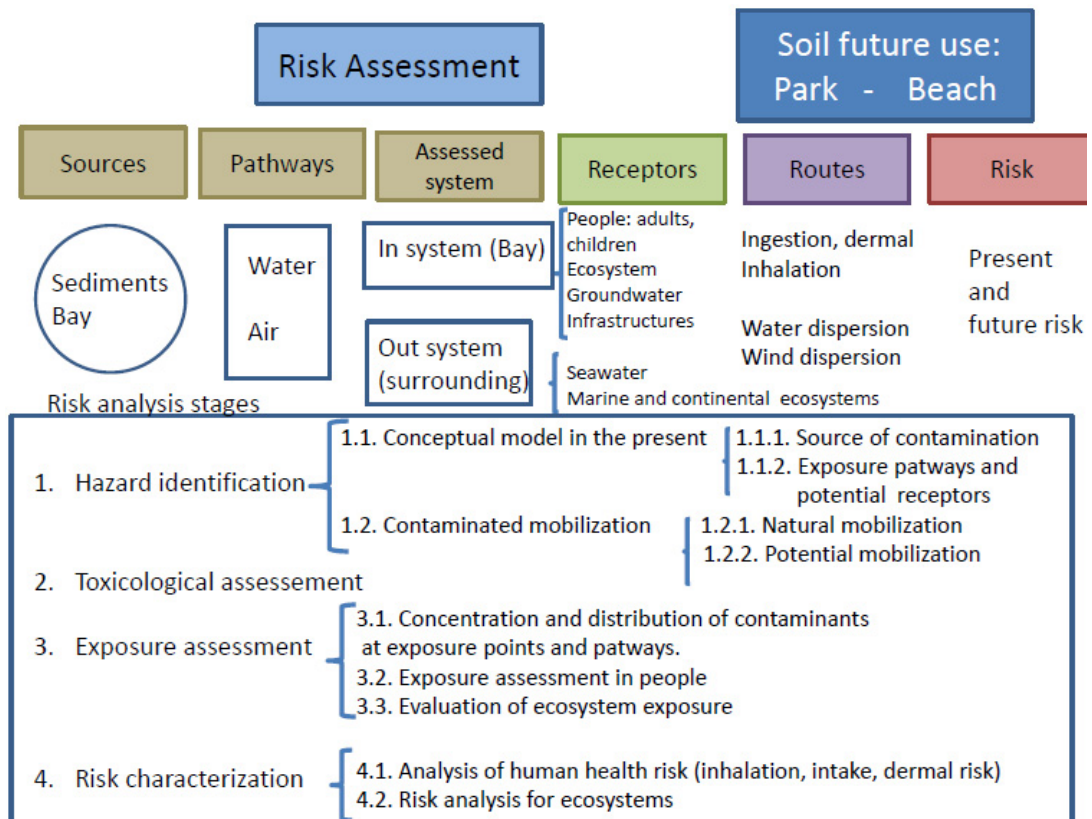 Risk Assessment
Soil future use:
Park - Beach
Sources
Pathways
Assessed
system
Receptors
Routes
Risk
Sediments
Bay
Water
Air
In system (Bay)
Out system
(surrounding)
People: adults,
children
Ecosystem
Groundwater
Infrastructures
Seawater
Marine and continental ecosystems
Ingestion, dermal
Inhalation
Water dispersion
Wind dispersion
Present
and
future risk
Risk analysis stages
1. Hazard identification
1.1. Conceptual model in the present
1.1.1. Source of contamination
1.1.2. Exposure patways and
potential receptors
1.2. Contaminated mobilization
1.2.1. Natural mobilization
1.2.2. Potential mobilization
2. Toxicological assessement
3. Exposure assessment
3.1. Concentration and distribution of contaminants
at exposure points and patways.
3.2. Exposure assessment in people
3.3. Evaluation of ecosystem exposure
4. Risk characterization
4.1. Analysis of human health risk (inhalation, intake, dermal risk)
4.2. Risk analysis for ecosystems